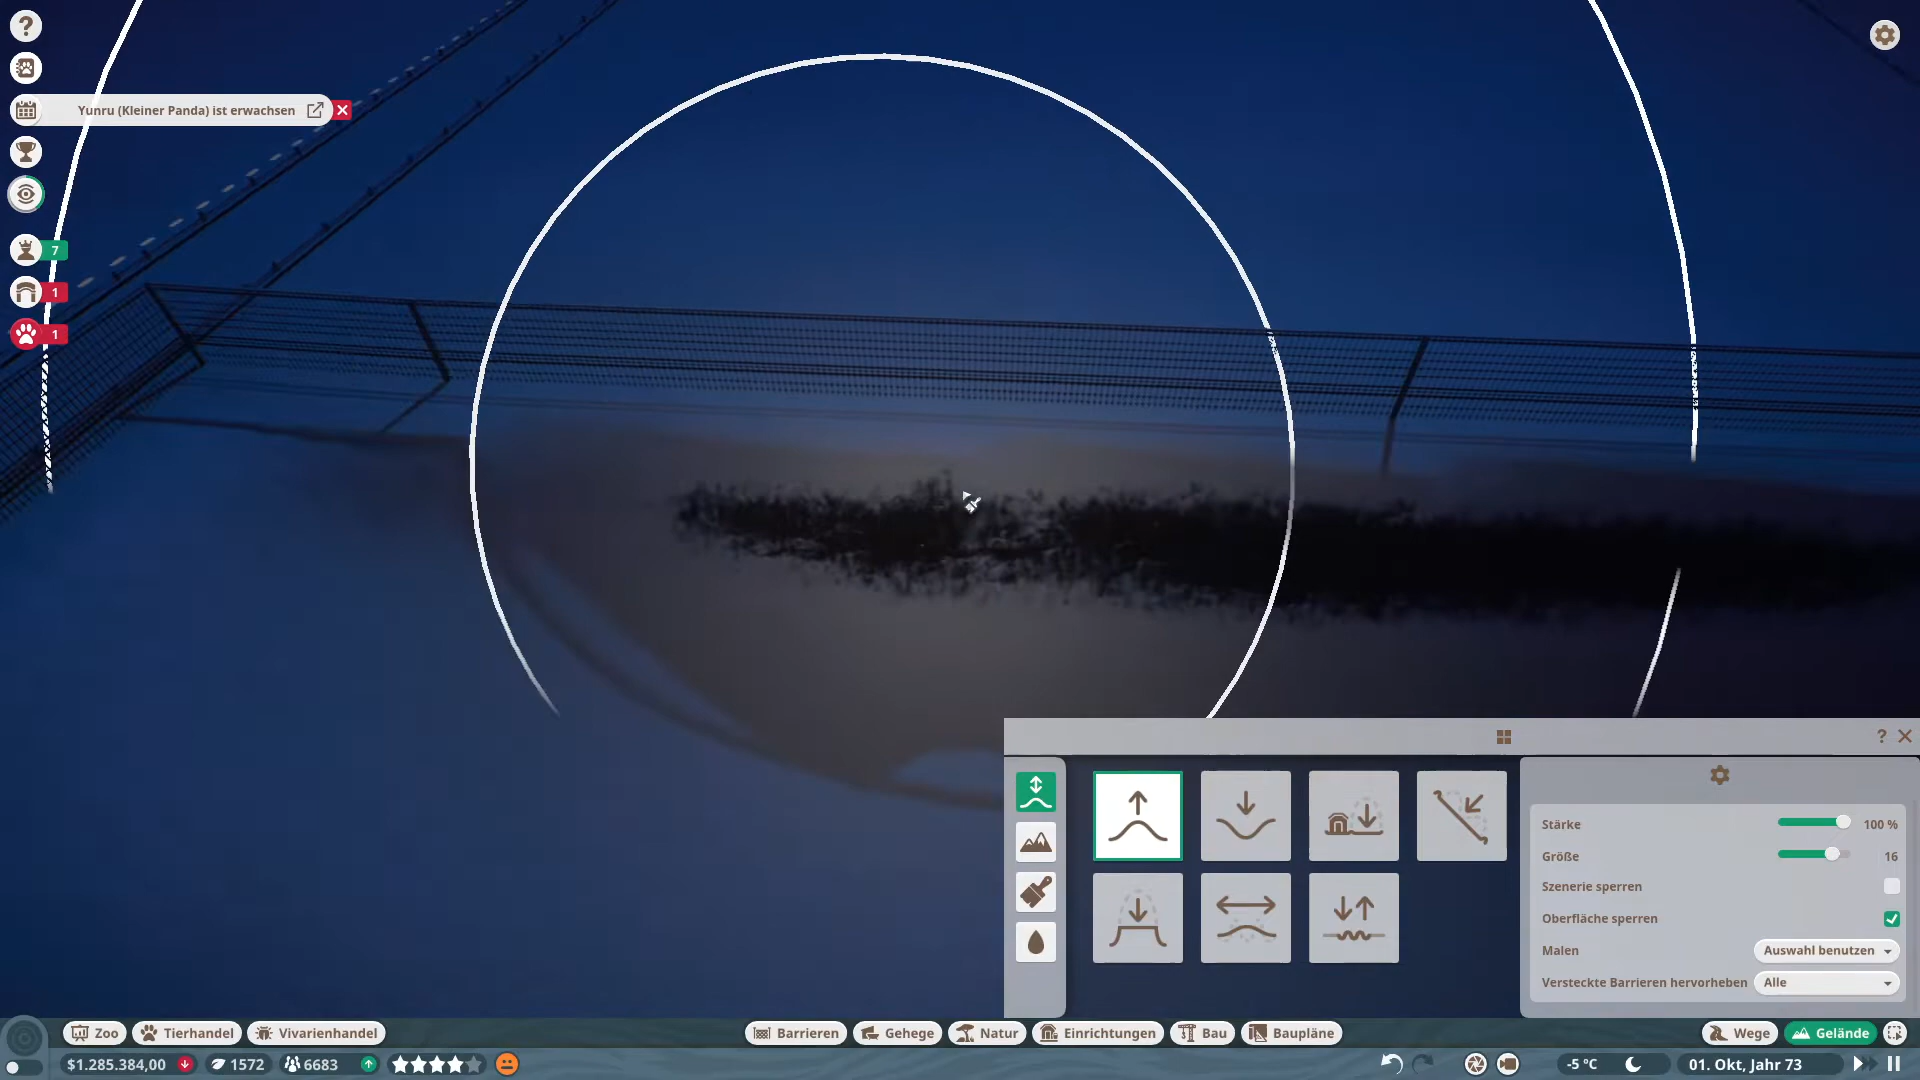 ?
Yunru (Kleiner Panda) ist erwachsen
7
1
1
?
Stärke 100 %
Größe 16
Szenerie sperren
Oberfläche sperren
Malen Auswahl benutzen
Versteckte Barrieren hervorheben Alle
Zoo Tierhandel Vivarienhandel Barrieren Gehege Natur Einrichtungen Bau Baupläne Wege Gelände
$1.285.384,00 1572 6683 -5 °C 01. Okt, Jahr 73